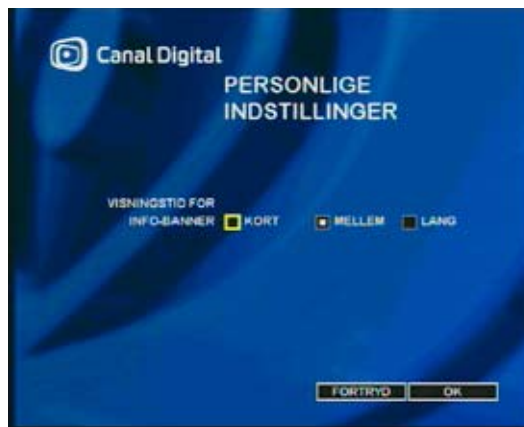 Canal Digital
PERSONLIGE
INDSTILLINGER
VISNINGSTID FOR
INFO-BANNER KORT MELLEM LANG
FORTRYD OK